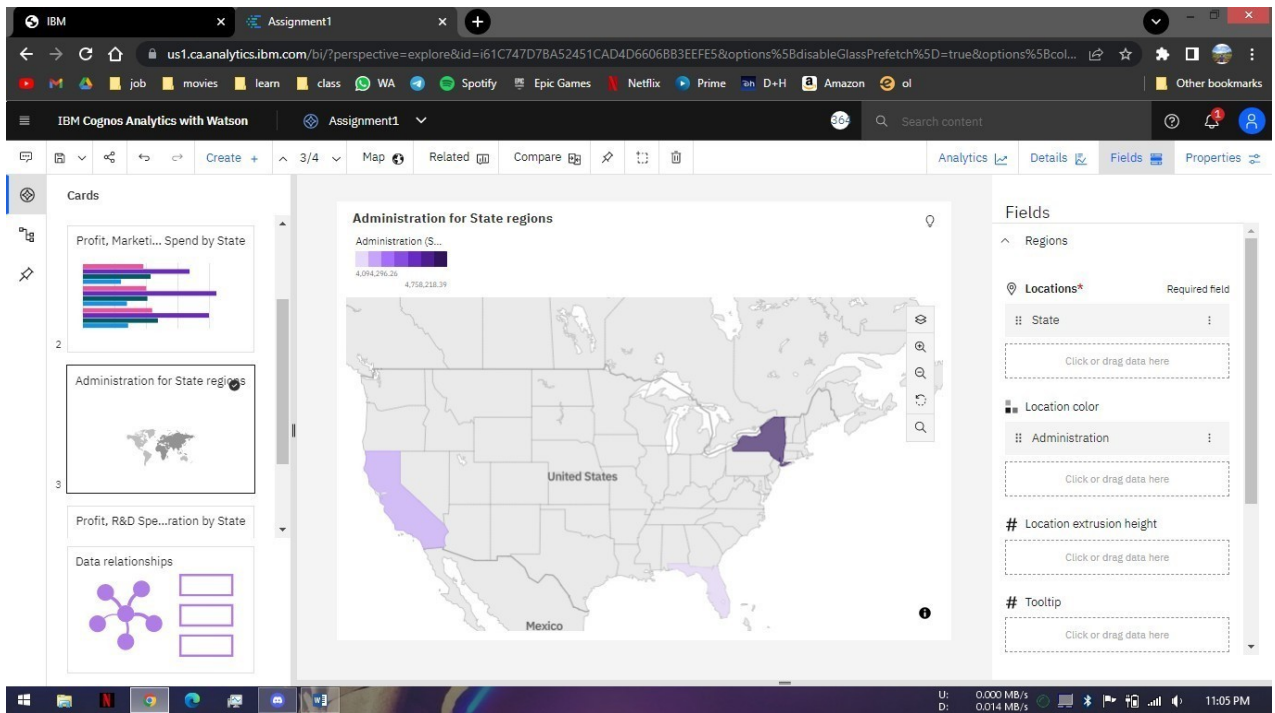 IBM
Assignment1
us1.ca.analytics.ibm.com/bi/?perspective=explore&id=i61C747D7BA52451CAD4D6606BB3EEFE5&options%5BdisableGlassPrefetch%5D=true&options%5Bcol...
job movies learn class WA Spotify Epic Games Netflix Prime D+H Amazon ol Other bookmarks
IBM Cognos Analytics with Watson Assignment1 364 Search content 1
Create + 3/4 Map Related Compare Analytics Details Fields Properties
Cards
Profit, Marketi... Spend by State
2
Administration for State regions
3
Profit, R&D Spe...ration by State
Data relationships
Administration for State regions
Administration (S...
4,094,296.26
4,758,218.39
United States
Mexico
Fields
Regions
Locations* Required field
State
Click or drag data here
Location color
Administration
Click or drag data here
# Location extrusion height
Click or drag data here
# Tooltip
Click or drag data here
U: 0.000 MB/s
D: 0.014 MB/s
11:05 PM